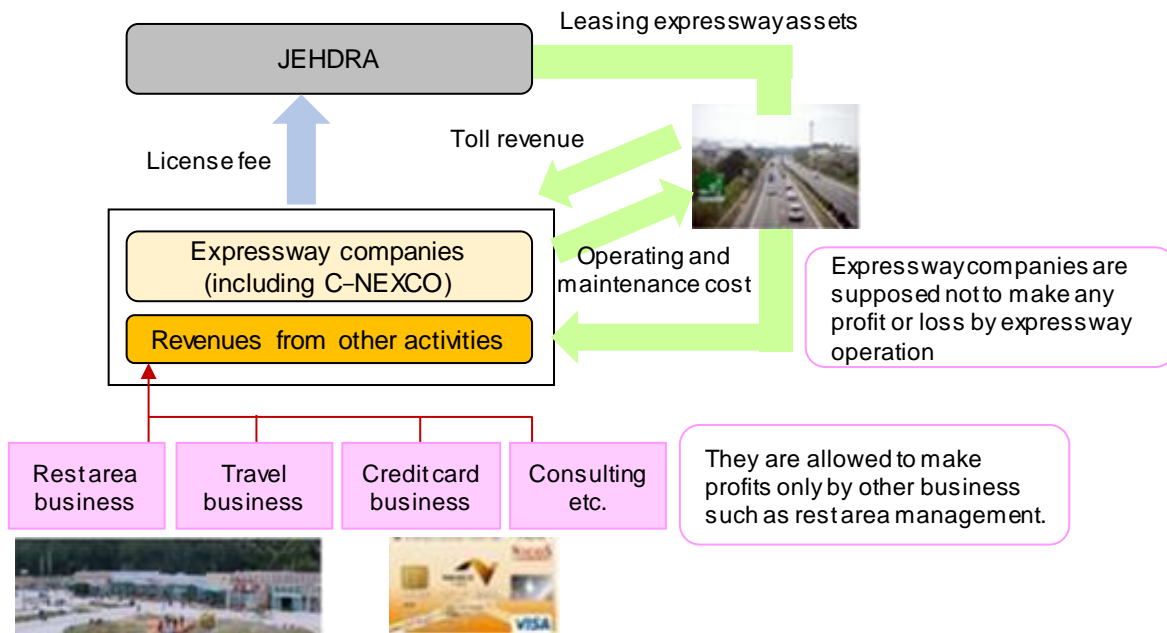 Leasing expressway assets
JEHDRA
Toll revenue
License fee
Expressway companies
(including C-NEXCO)
Operating and
maintenance cost
Revenues from other activities
Expressway companies are
supposed not to make any
profit or loss by expressway
operation
Rest area
business
Travel
business
Credit card
business
Consulting
etc.
They are allowed to make
profits only by other business
such as rest area management.
VISA